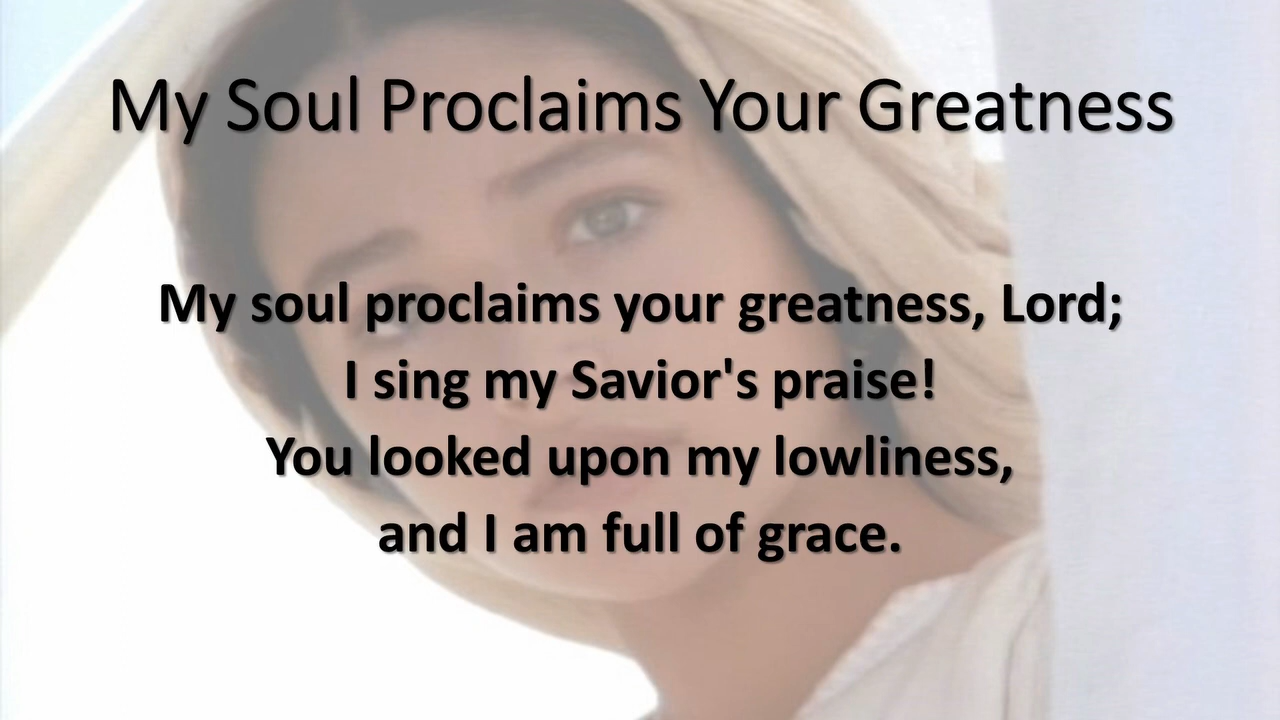 My Soul Proclaims Your Greatness
My soul proclaims your greatness, Lord;
I sing my Savior's praise!
You looked upon my lowliness,
and I am full of grace.